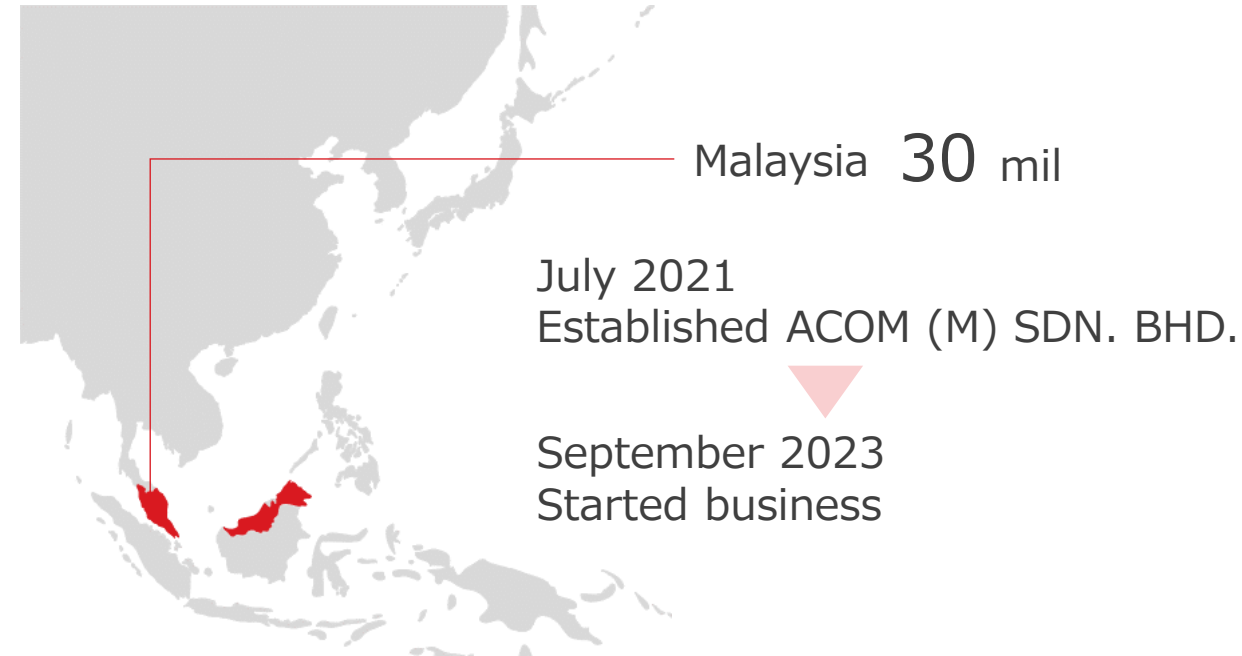 Malaysia 30 mil
July 2021
Established ACOM (M) SDN. BHD.
September 2023
Started business